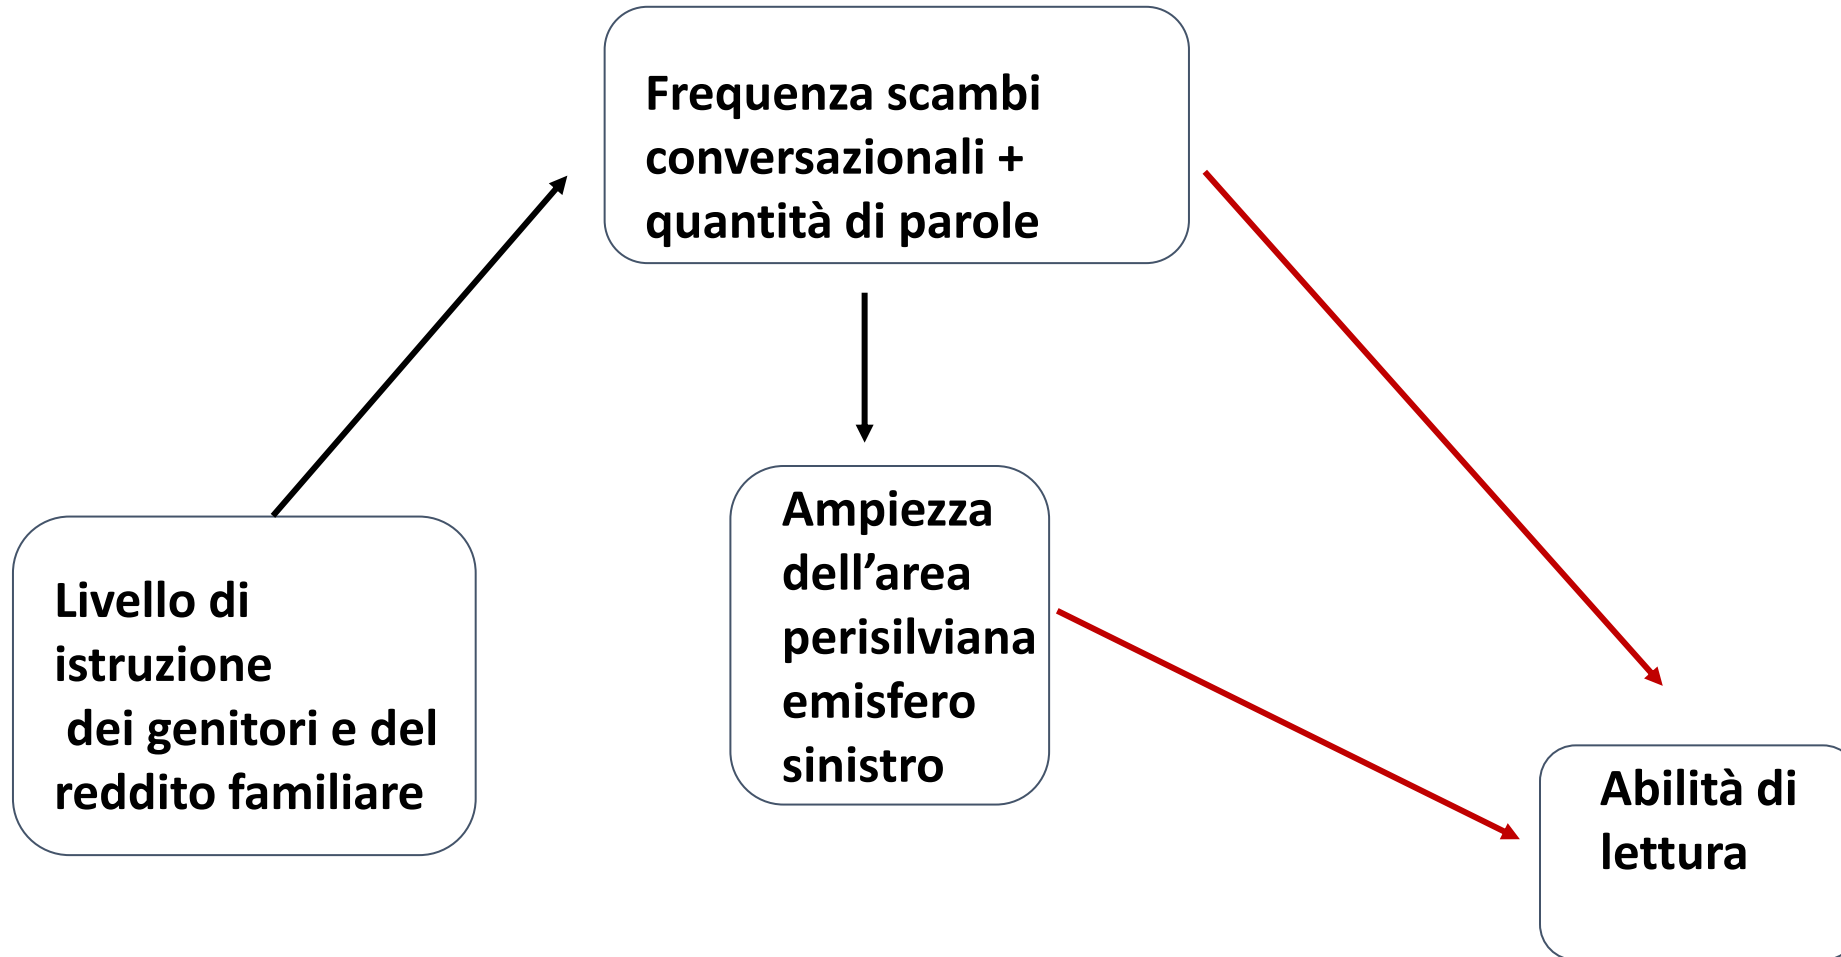 Frequenza scambi
conversazionali +
quantità di parole
Livello di
istruzione
dei genitori e del
reddito familiare
Ampiezza
dell’area
perisilviana
emisfero
sinistro
Abilità di
lettura